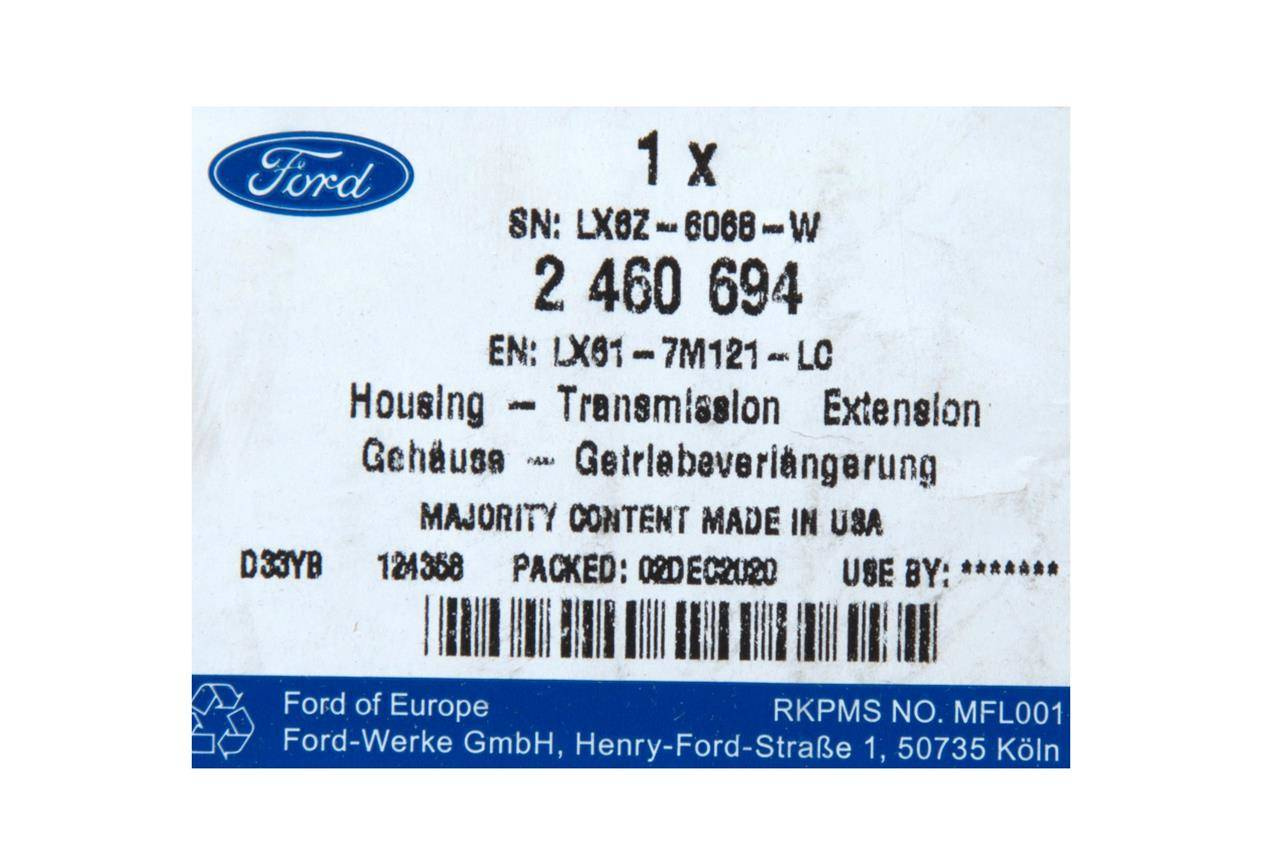 Ford
1 x
SN: LX6Z-6068-W
2 460 694
EN: LX61-7M121-LC
Housing - Transmission Extension
Gehäuse - Getriebeverlängerung
MAJORITY CONTENT MADE IN USA
D33YB 124358 PACKED: 02DEC2020 USE BY: *******
Ford of Europe RKPMS NO. MFL001
Ford-Werke GmbH, Henry-Ford-Straße 1, 50735 Köln